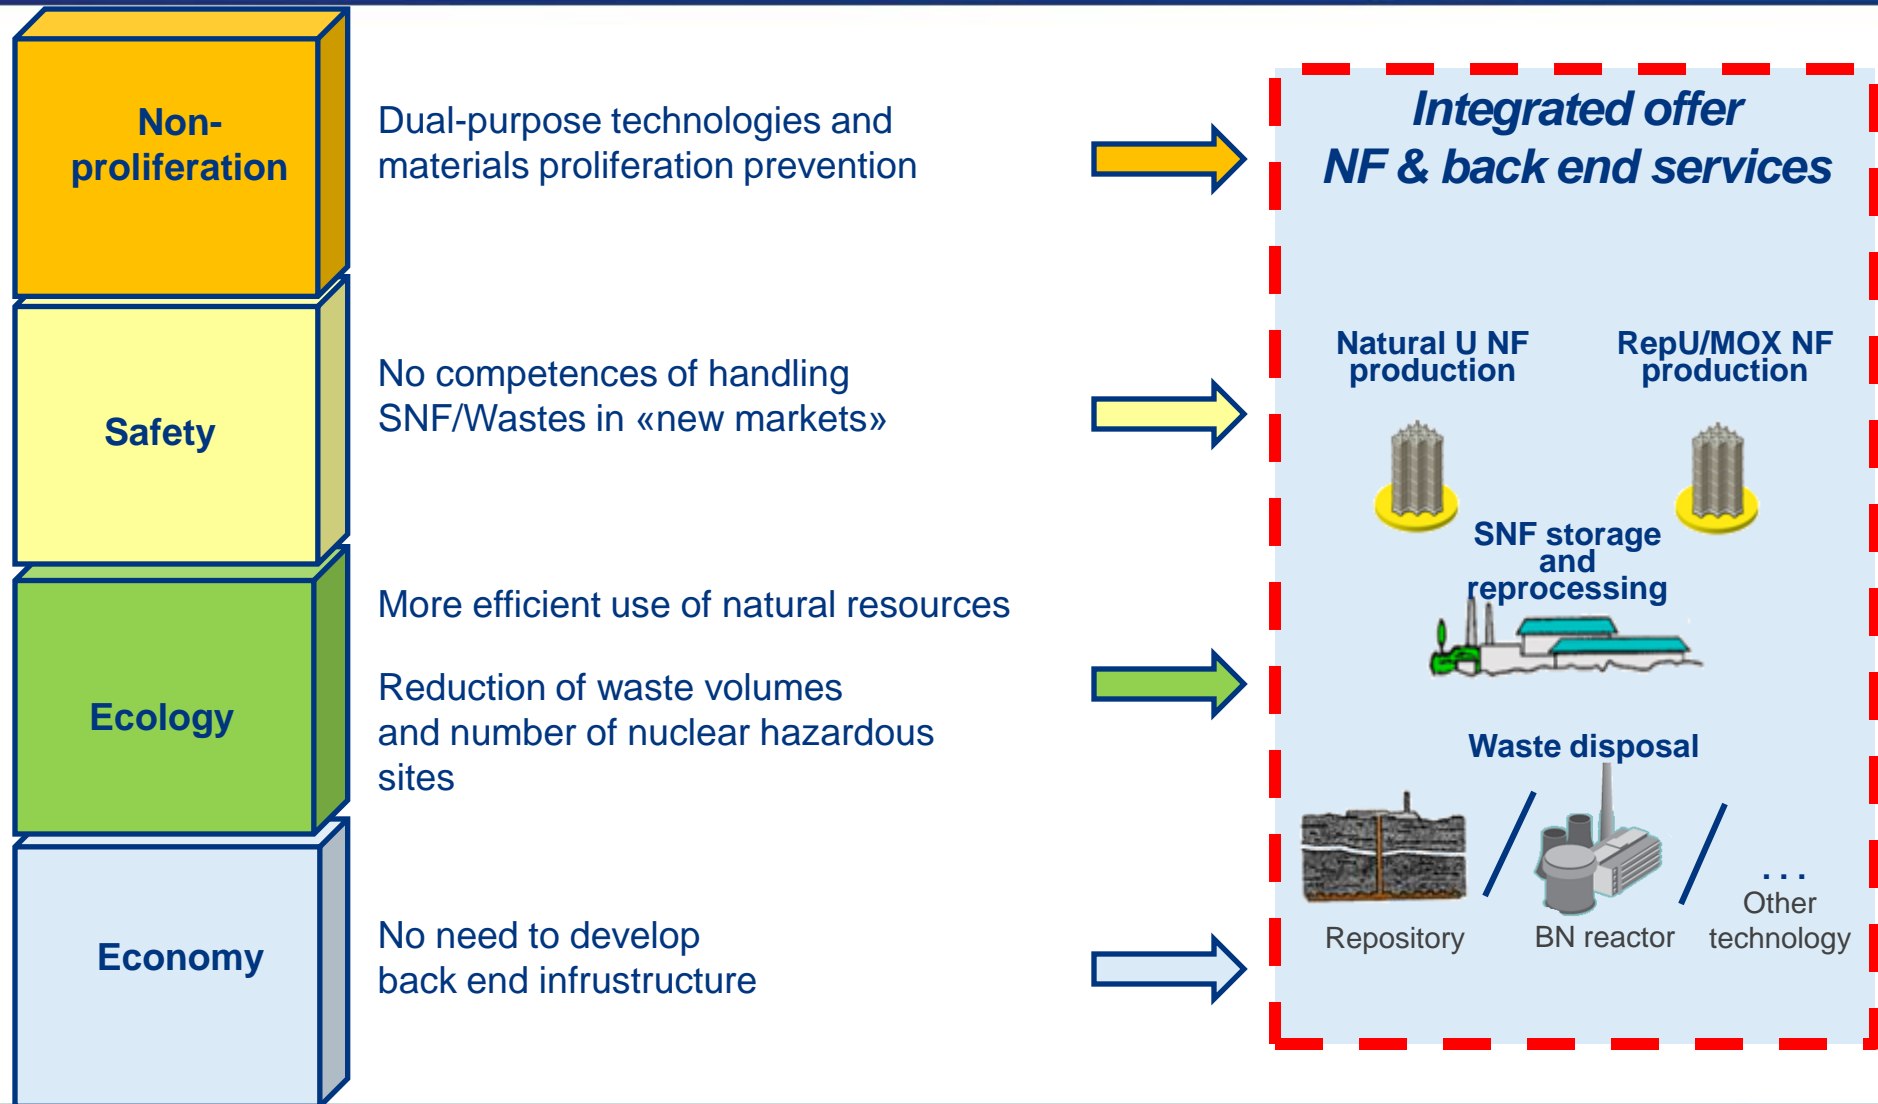 Non-
proliferation
Dual-purpose technologies and
materials proliferation prevention
Safety
No competences of handling
SNF/Wastes in «new markets»
Ecology
More efficient use of natural resources
Reduction of waste volumes
and number of nuclear hazardous
sites
Economy
No need to develop
back end infrustructure
Integrated offer
NF & back end services
Natural U NF
production
RepU/MOX NF
production
SNF storage
and
reprocessing
Waste disposal
Repository
BN reactor
...
Other
technology